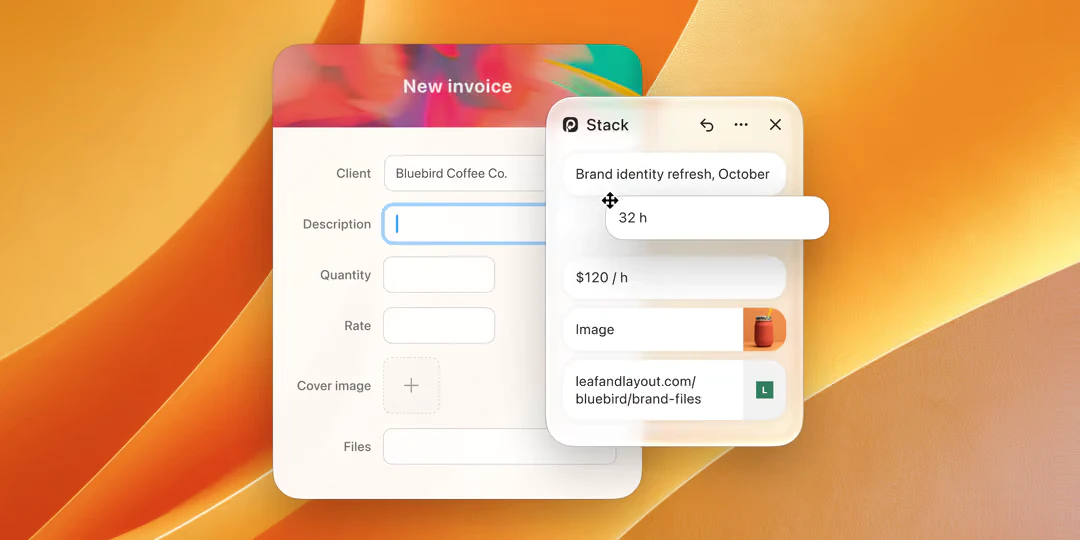 New invoice
Client
Bluebird Coffee Co.
Description
Quantity
Rate
Cover image
Files
Stack
Brand identity refresh, October
32 h
$120 / h
Image
leafandlayout.com/
bluebird/brand-files
L